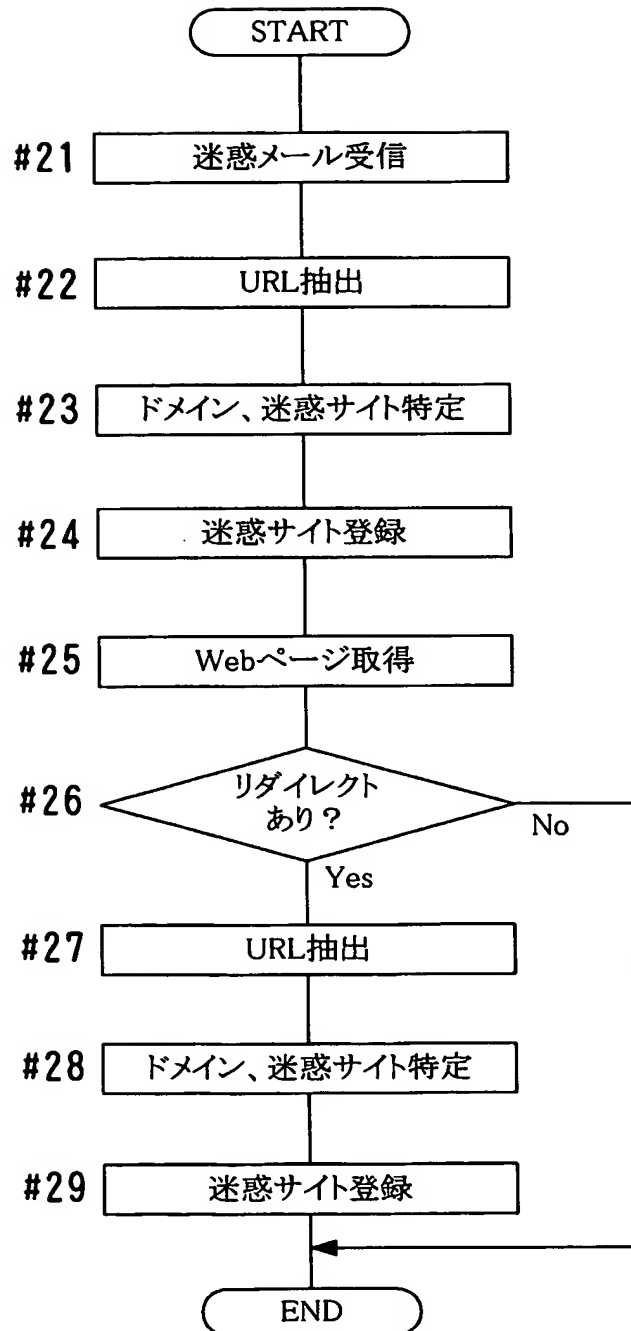 START
#21 迷惑メール受信
#22 URL抽出
#23 ドメイン、迷惑サイト特定
#24 迷惑サイト登録
#25 Webページ取得
#26 リダイレクト
あり?
No
Yes
#27 URL抽出
#28 ドメイン、迷惑サイト特定
#29 迷惑サイト登録
END